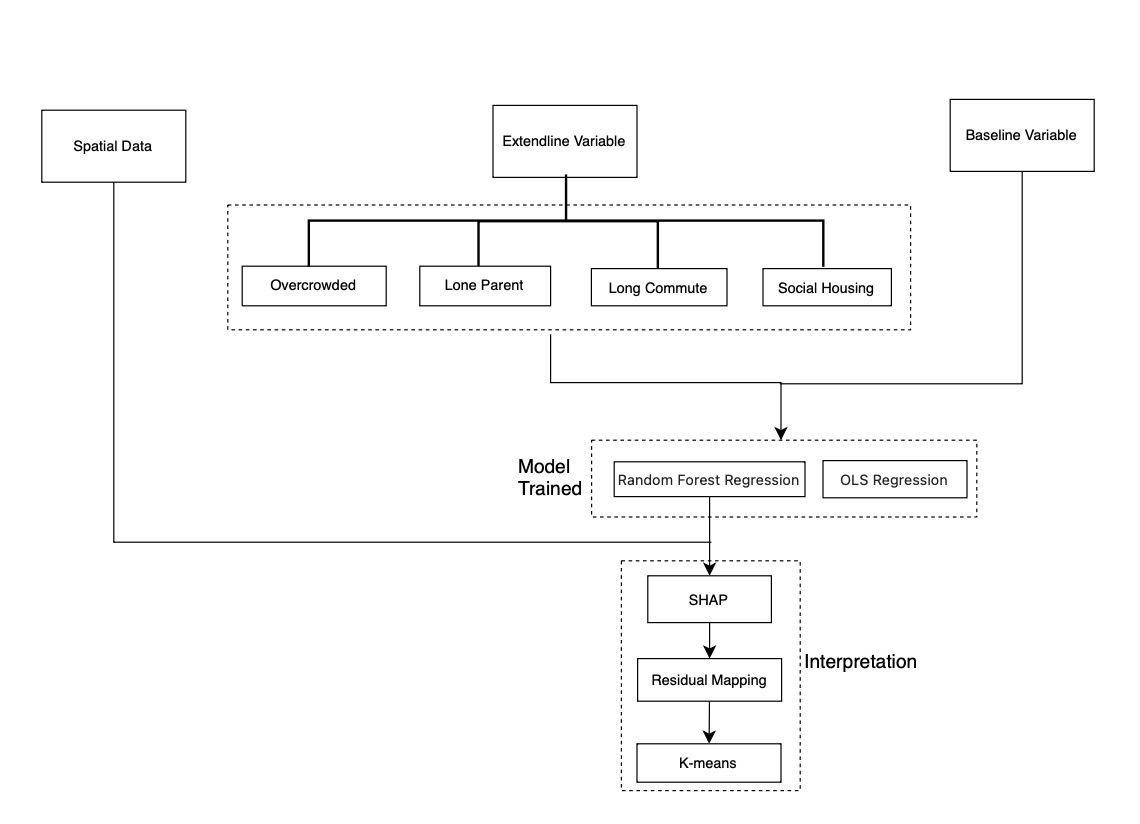 Spatial Data
Extendline Variable
Baseline Variable
Overcrowded
Lone Parent
Long Commute
Social Housing
Model
Trained
Random Forest Regression
OLS Regression
SHAP
Interpretation
Residual Mapping
K-means